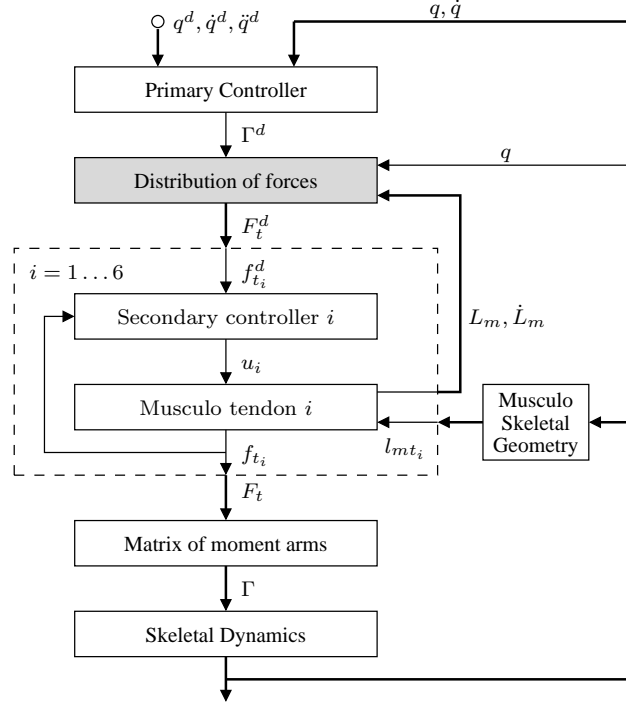 q^d, q̇^d, q̈^d
q, q̇
Primary Controller
Γ^d
q
Distribution of forces
F_t^d
i = 1 . . . 6
f_{t_i}^d
Secondary controller i
L_m, L̇_m
u_i
Musculo tendon i
Musculo
Skeletal
Geometry
l_{mt_i}
f_{t_i}
F_t
Matrix of moment arms
Γ
Skeletal Dynamics